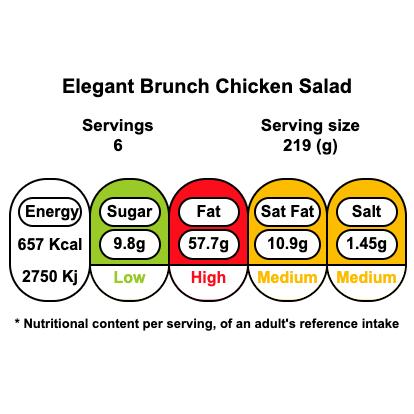 Elegant Brunch Chicken Salad
Servings Serving size
6 219 (g)
Energy Sugar Fat Sat Fat Salt
657 Kcal 9.8g 57.7g 10.9g 1.45g
2750 Kj Low High Medium Medium
* Nutritional content per serving, of an adult's reference intake